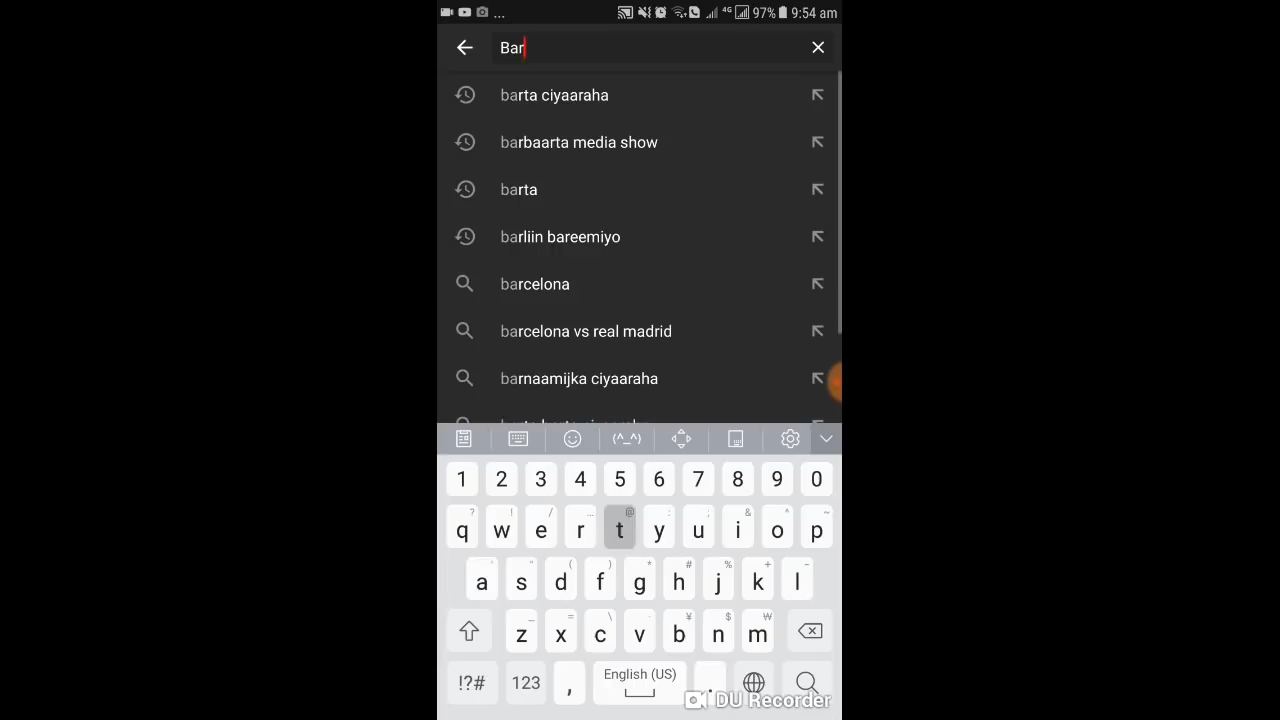 ... 4G 97% 9:54 am
Bar
barta ciyaaraha
barbaarta media show
barta
barliin bareemiyo
barcelona
barcelona vs real madrid
barnaamijka ciyaaraha
(^_^)
1 2 3 4 5 6 7 8 9 0
? ! / ... @ : ; & ^ ~
q w e r t y u i o p
' " ( ) * # % + -
a s d f g h j k l
_ = \ · ¥ $ ₩
z x c v b n m
!?# 123 , English (US) .
DU Recorder